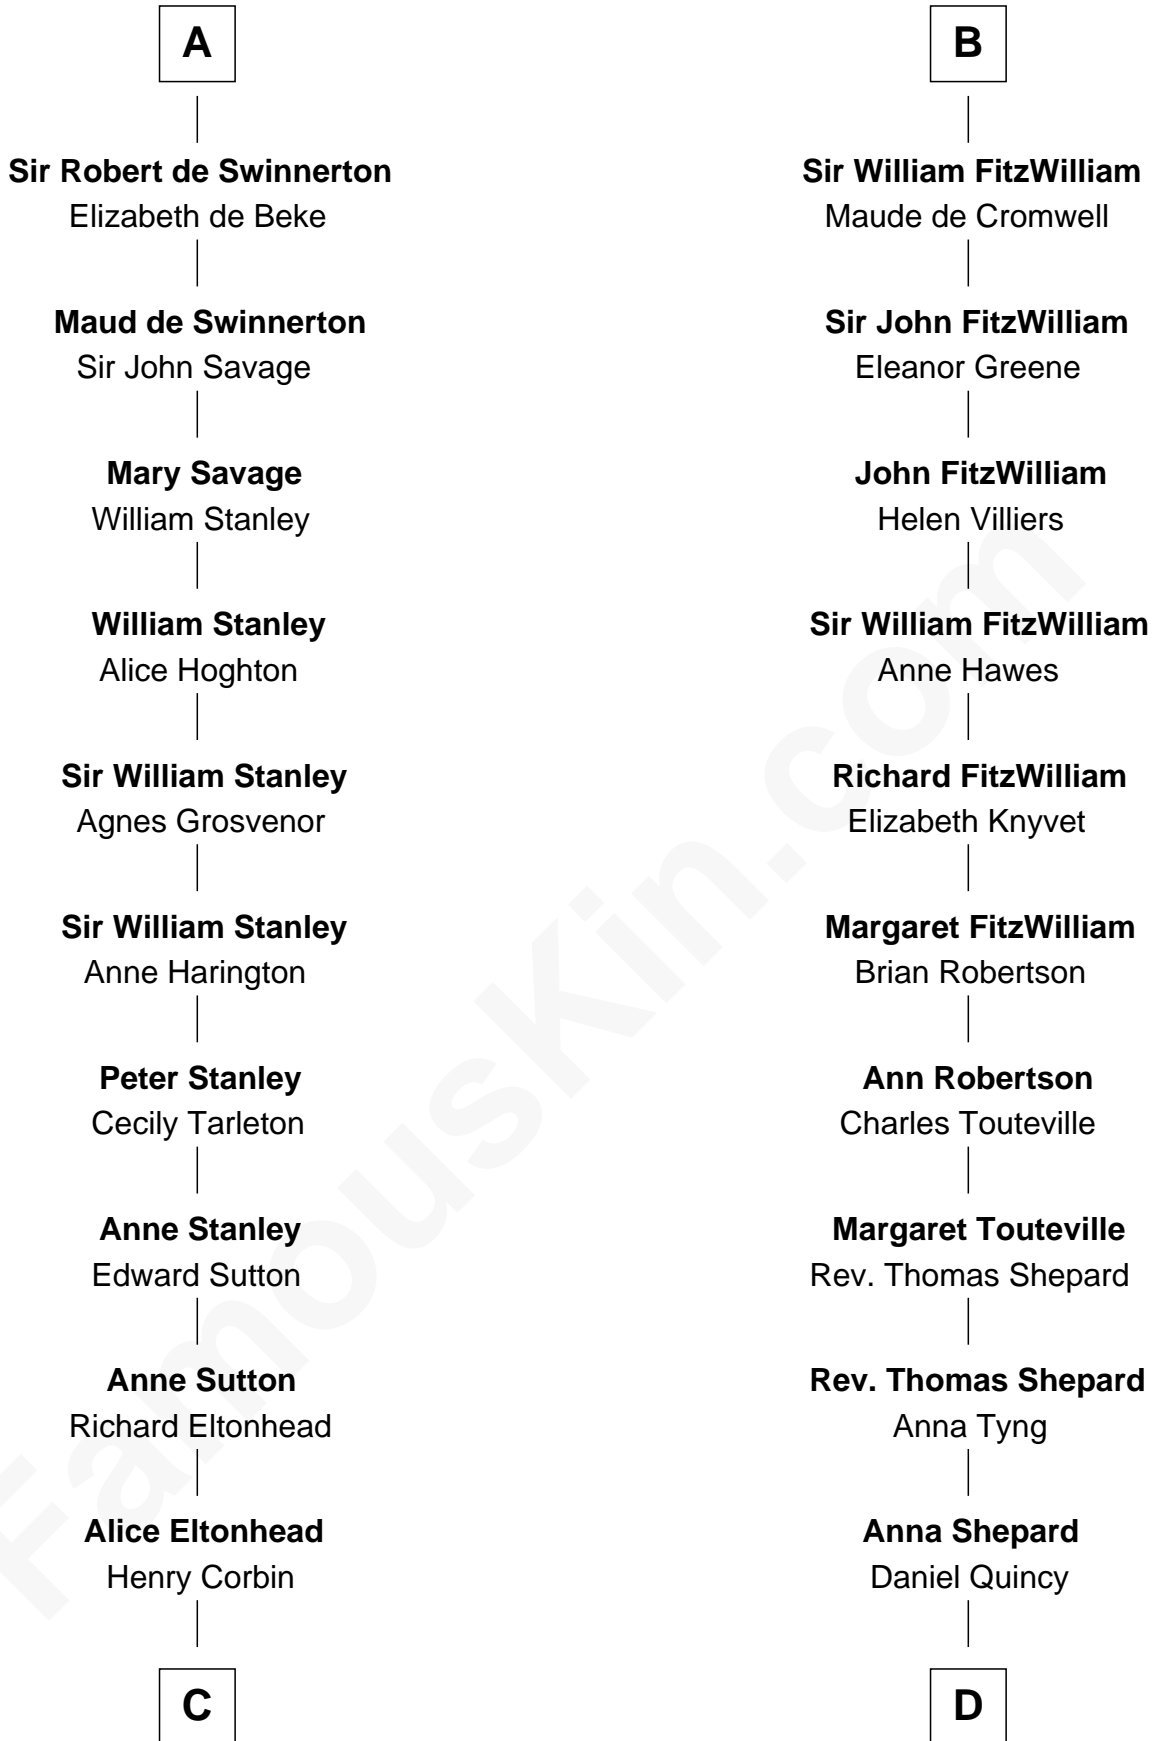 A
Sir Robert de Swinnerton
Elizabeth de Beke
Maud de Swinnerton
Sir John Savage
Mary Savage
William Stanley
William Stanley
Alice Hoghton
Sir William Stanley
Agnes Grosvenor
Sir William Stanley
Anne Harington
Peter Stanley
Cecily Tarleton
Anne Stanley
Edward Sutton
Anne Sutton
Richard Eltonhead
Alice Eltonhead
Henry Corbin
C
B
Sir William FitzWilliam
Maude de Cromwell
Sir John FitzWilliam
Eleanor Greene
John FitzWilliam
Helen Villiers
Sir William FitzWilliam
Anne Hawes
Richard FitzWilliam
Elizabeth Knyvet
Margaret FitzWilliam
Brian Robertson
Ann Robertson
Charles Touteville
Margaret Touteville
Rev. Thomas Shepard
Rev. Thomas Shepard
Anna Tyng
Anna Shepard
Daniel Quincy
D
FamousKin.com